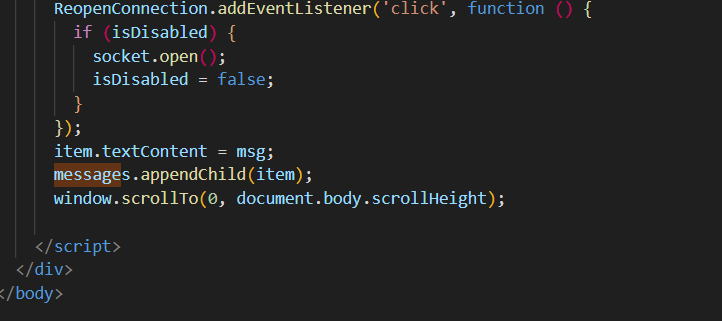 ReopenConnection.addEventListener('click', function () {
if (isDisabled) {
socket.open();
isDisabled = false;
}
});
item.textContent = msg;
messages.appendChild(item);
window.scrollTo(0, document.body.scrollHeight);
</script>
</div>
</body>